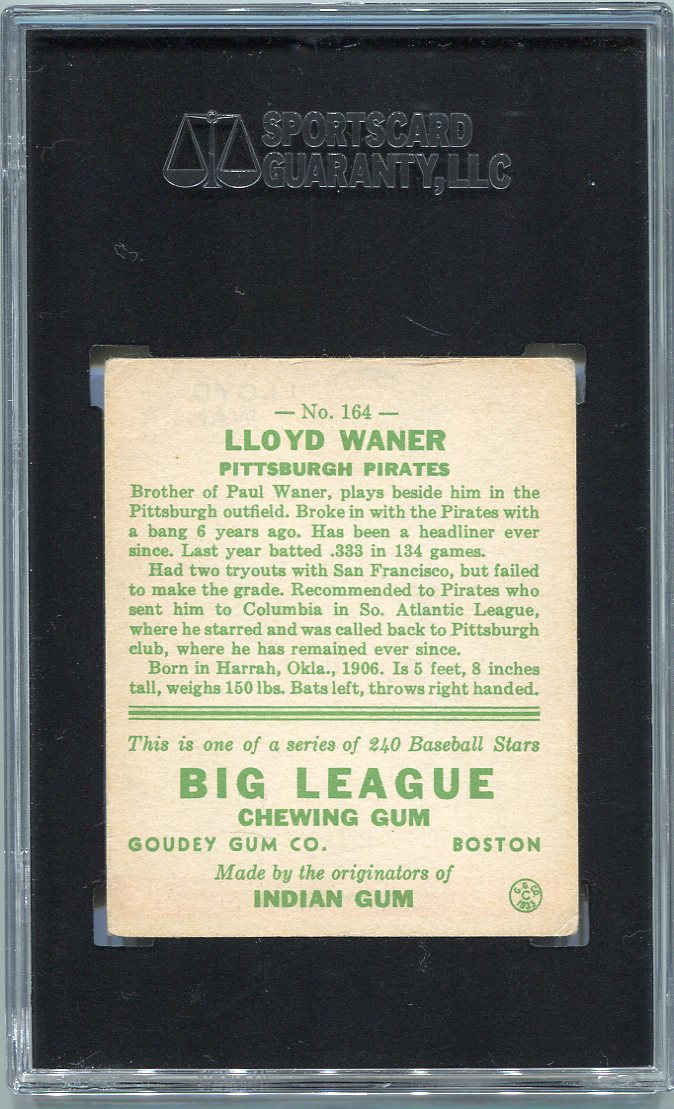 SPORTSCARD
GUARANTY, LLC
— No. 164 —
LLOYD WANER
PITTSBURGH PIRATES
Brother of Paul Waner, plays beside him in the
Pittsburgh outfield. Broke in with the Pirates with
a bang 6 years ago. Has been a headliner ever
since. Last year batted .333 in 134 games.
Had two tryouts with San Francisco, but failed
to make the grade. Recommended to Pirates who
sent him to Columbia in So. Atlantic League,
where he starred and was called back to Pittsburgh
club, where he has remained ever since.
Born in Harrah, Okla., 1906. Is 5 feet, 8 inches
tall, weighs 150 lbs. Bats left, throws right handed.
This is one of a series of 240 Baseball Stars
BIG LEAGUE
CHEWING GUM
GOUDEY GUM CO. BOSTON
Made by the originators of
INDIAN GUM
G. G. CO.
C
1933